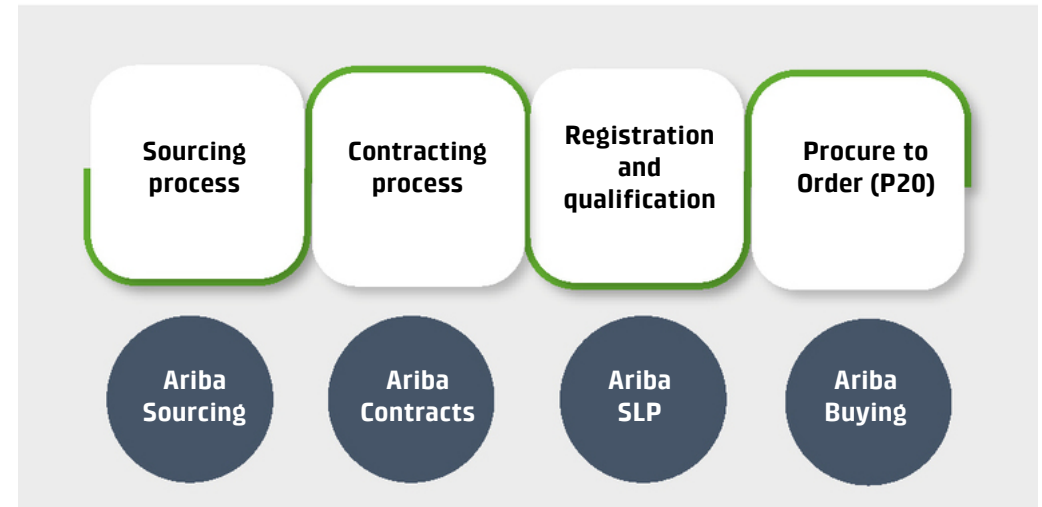 Sourcing
process
Contracting
process
Registration
and
qualification
Procure to
Order (P20)
Ariba
Sourcing
Ariba
Contracts
Ariba
SLP
Ariba
Buying